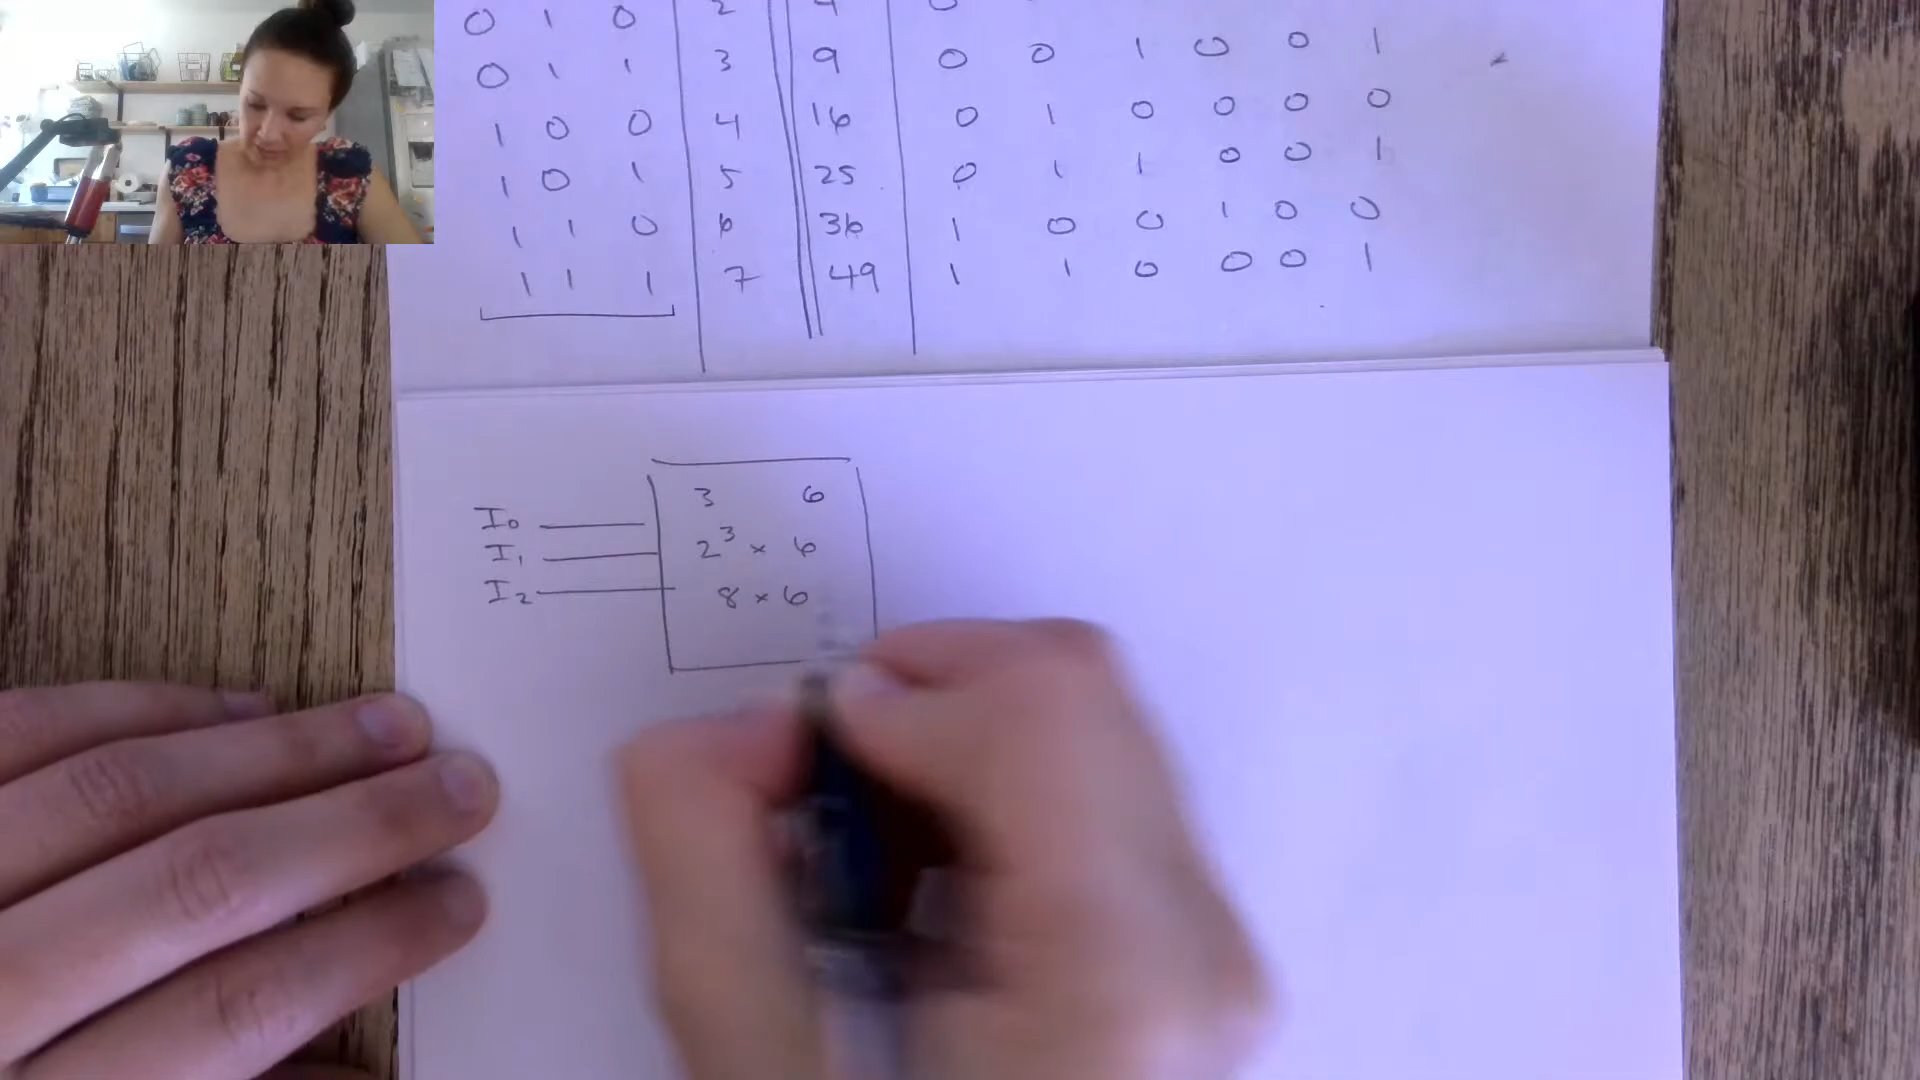 0 1 0 2 4 0
0 1 1 3 9 0 0 1 0 0 1
1 0 0 4 16 0 1 0 0 0 0
1 0 1 5 25 0 1 1 0 0 1
1 1 0 6 36 1 0 0 1 0 0
1 1 1 7 49 1 1 0 0 0 1
3 6
I0
2³ × 6
I1
8 × 6
I2